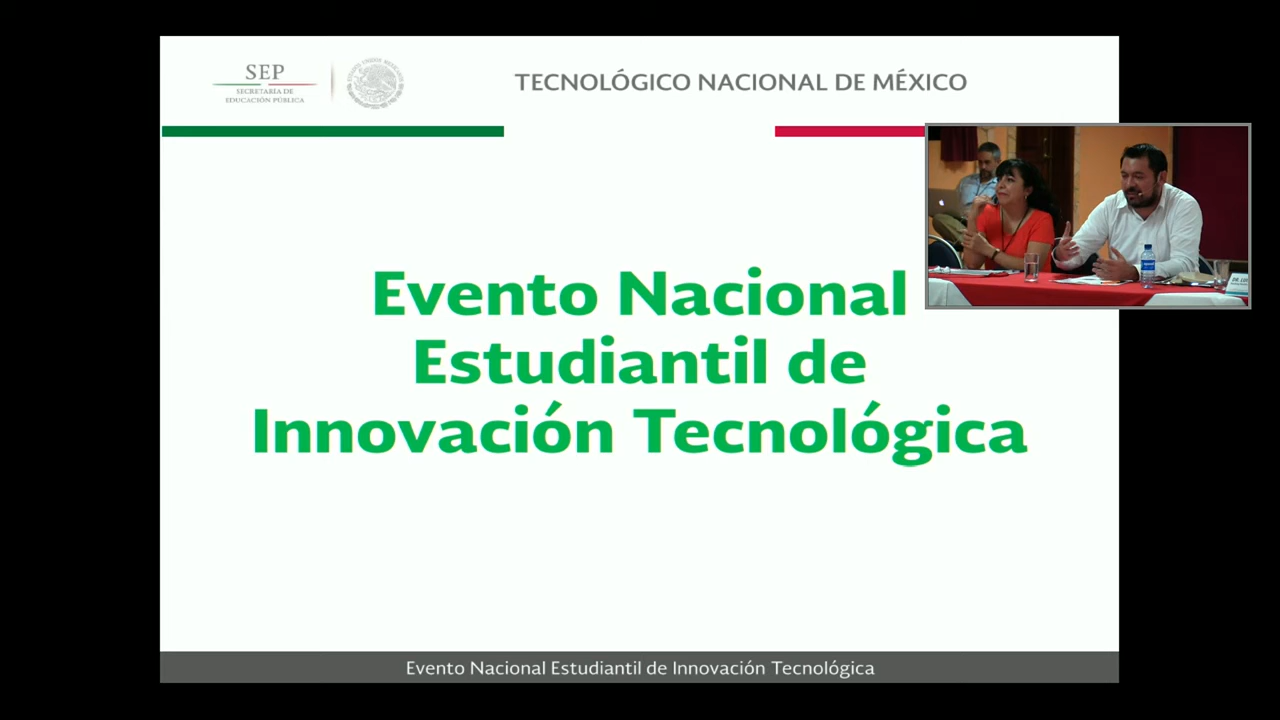 SEP
SECRETARÍA DE
EDUCACIÓN PÚBLICA
TECNOLÓGICO NACIONAL DE MÉXICO
Evento Nacional
Estudiantil de
Innovación Tecnológica
Evento Nacional Estudiantil de Innovación Tecnológica